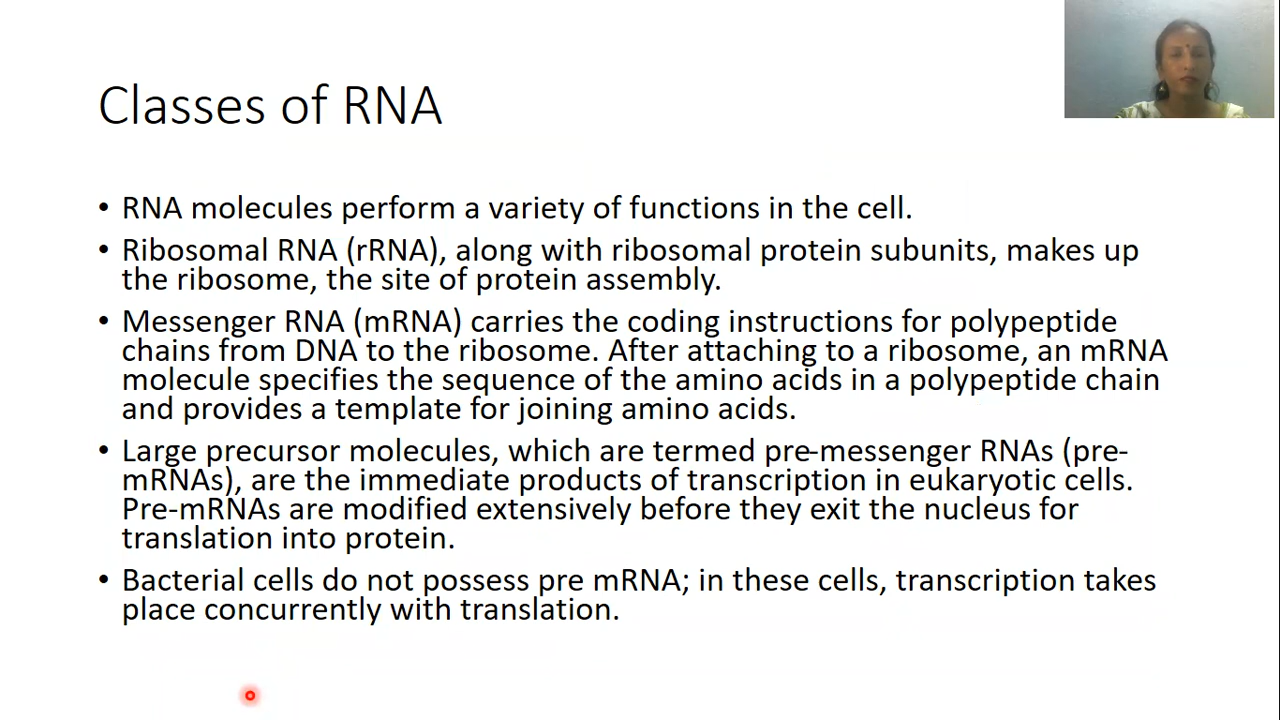 Classes of RNA
• RNA molecules perform a variety of functions in the cell.
• Ribosomal RNA (rRNA), along with ribosomal protein subunits, makes up
the ribosome, the site of protein assembly.
• Messenger RNA (mRNA) carries the coding instructions for polypeptide
chains from DNA to the ribosome. After attaching to a ribosome, an mRNA
molecule specifies the sequence of the amino acids in a polypeptide chain
and provides a template for joining amino acids.
• Large precursor molecules, which are termed pre-messenger RNAs (pre-
mRNAs), are the immediate products of transcription in eukaryotic cells.
Pre-mRNAs are modified extensively before they exit the nucleus for
translation into protein.
• Bacterial cells do not possess pre mRNA; in these cells, transcription takes
place concurrently with translation.